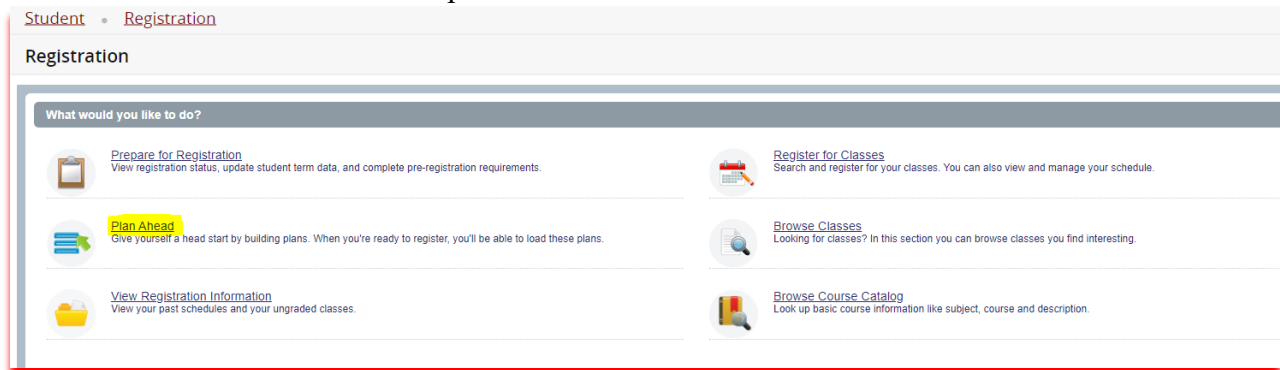 Student • Registration
Registration
What would you like to do?
Prepare for Registration
View registration status, update student term data, and complete pre-registration requirements.
Register for Classes
Search and register for your classes. You can also view and manage your schedule.
Plan Ahead
Give yourself a head start by building plans. When you're ready to register, you'll be able to load these plans.
Browse Classes
Looking for classes? In this section you can browse classes you find interesting.
View Registration Information
View your past schedules and your ungraded classes.
Browse Course Catalog
Look up basic course information like subject, course and description.